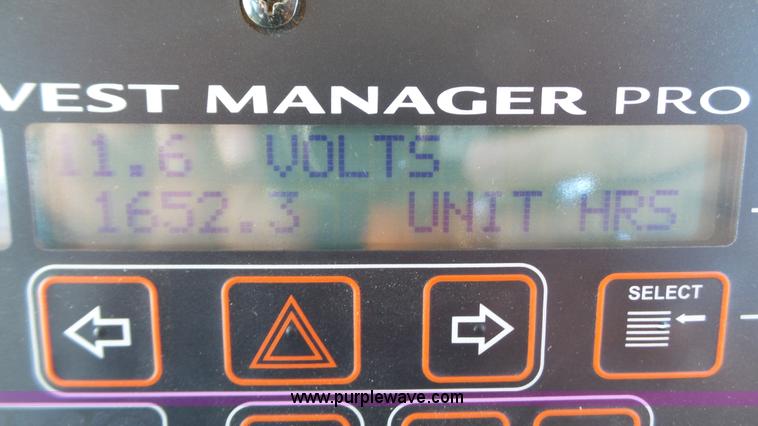 VEST MANAGER PRO
11.6 VOLTS
1652.3 UNIT HRS
SELECT
www.purplewave.com